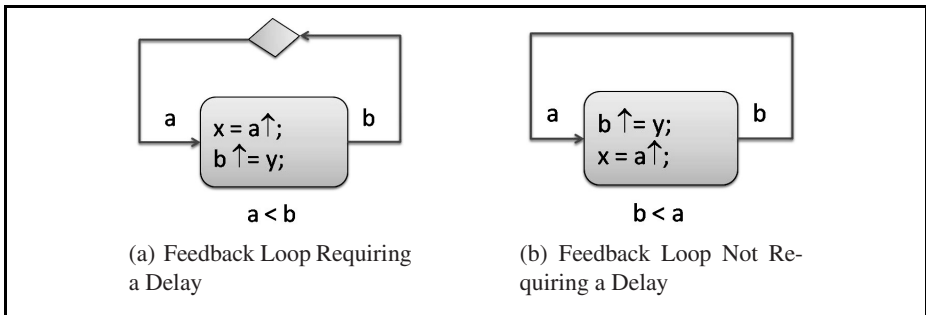 a
x = a↑;
b ↑= y;
b
a < b
(a) Feedback Loop Requiring
a Delay
a
b ↑= y;
x = a↑;
b
b < a
(b) Feedback Loop Not Re-
quiring a Delay